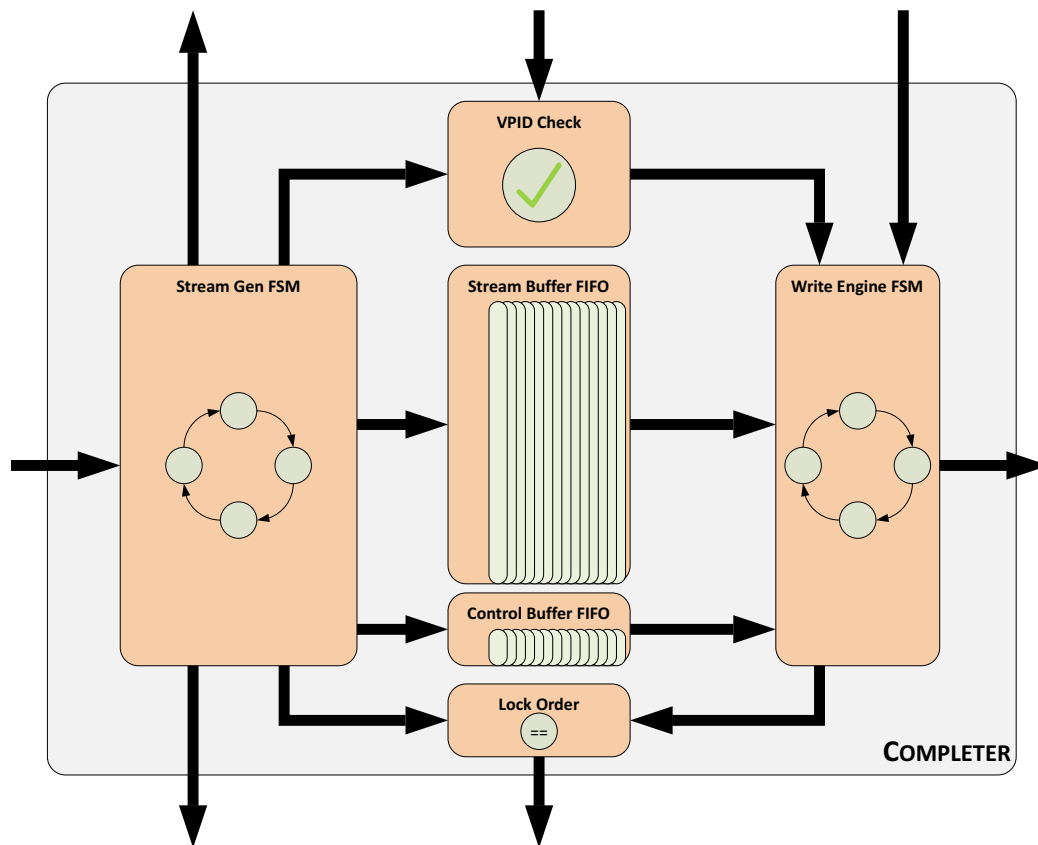 VPID Check
Stream Gen FSM
Stream Buffer FIFO
Write Engine FSM
Control Buffer FIFO
Lock Order
==
COMPLETER